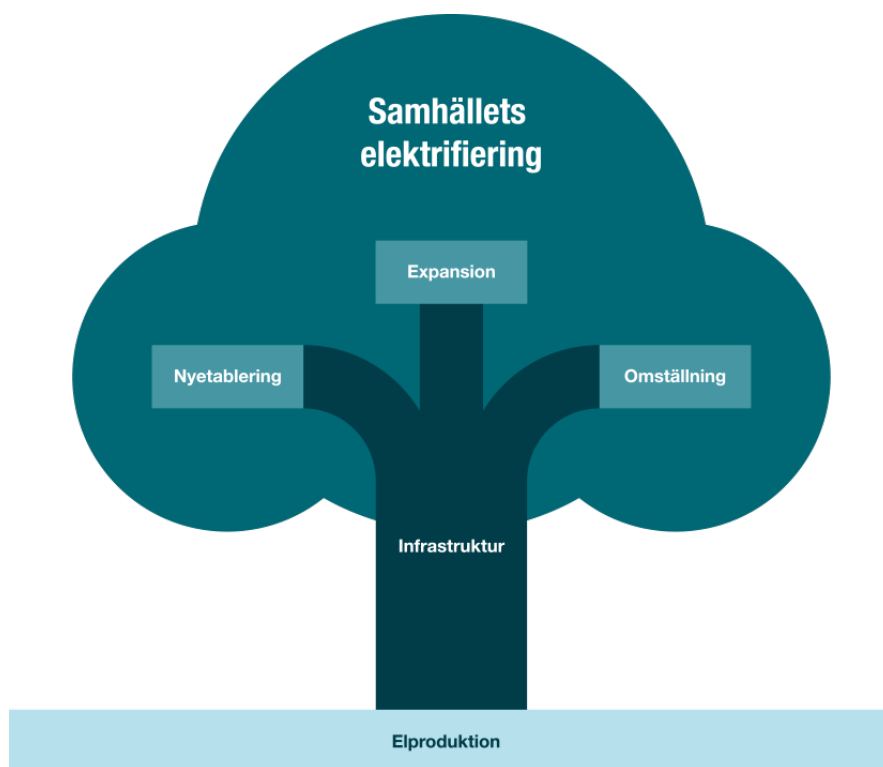 Samhällets
elektrifiering
Expansion
Nyetablering
Omställning
Infrastruktur
Elproduktion